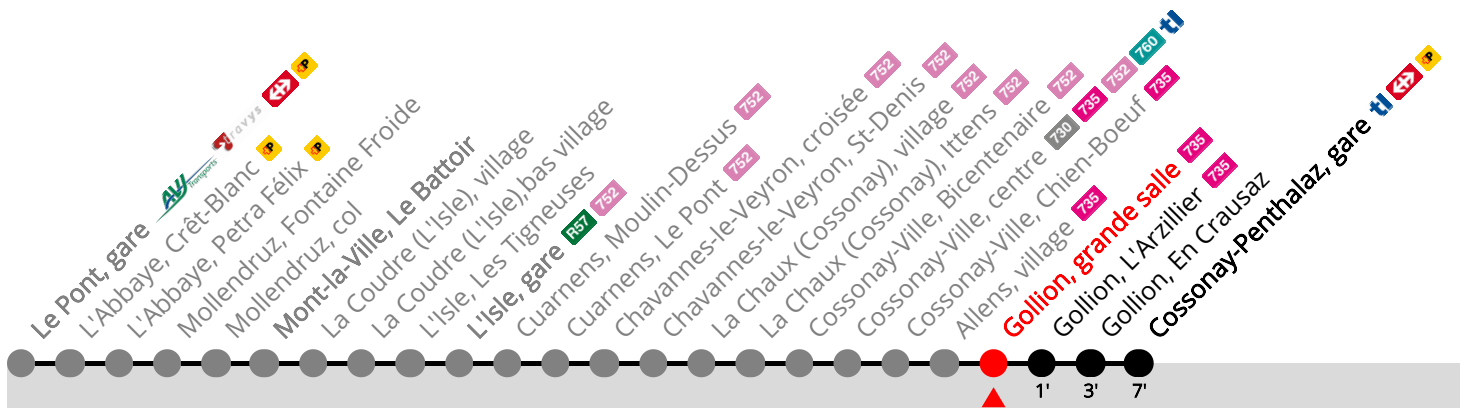 Le Pont, gare AVJ Transports travys P
L'Abbaye, Crêt-Blanc P
L'Abbaye, Petra Félix P
Mollendruz, Fontaine Froide
Mollendruz, col
Mont-la-Ville, Le Battoir
La Coudre (L'Isle), village
La Coudre (L'Isle),bas village
L'Isle, Les Tigneuses
L'Isle, gare R57 752
Cuarnens, Moulin-Dessus 752
Cuarnens, Le Pont 752
Chavannes-le-Veyron, croisée 752
Chavannes-le-Veyron, St-Denis 752
La Chaux (Cossonay), village 752
La Chaux (Cossonay), Ittens 752
Cossonay-Ville, Bicentenaire 752
Cossonay-Ville, centre 730 735 752 760 tl
Cossonay-Ville, Chien-Boeuf 735
Allens, village 735
Gollion, grande salle 735
Gollion, L'Arzillier 735
Gollion, En Crausaz
Cossonay-Penthalaz, gare tl P
1' 3' 7'